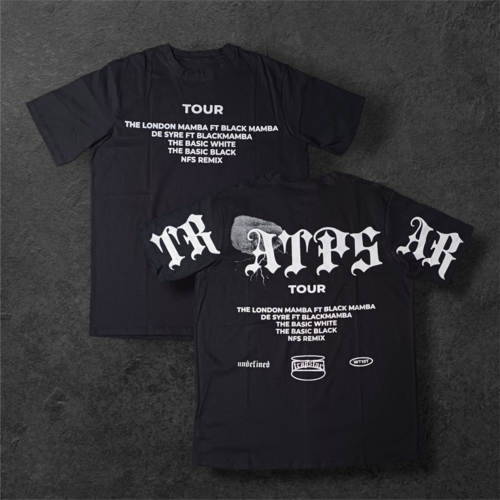 TOUR
THE LONDON MAMBA FT BLACK MAMBA
DE SYRE FT BLACKMAMBA
THE BASIC WHITE
THE BASIC BLACK
NFS REMIX
TR ATPS AR
TOUR
THE LONDON MAMBA FT BLACK MAMBA
DE SYRE FT BLACKMAMBA
THE BASIC WHITE
THE BASIC BLACK
NFS REMIX
undefined trapstar